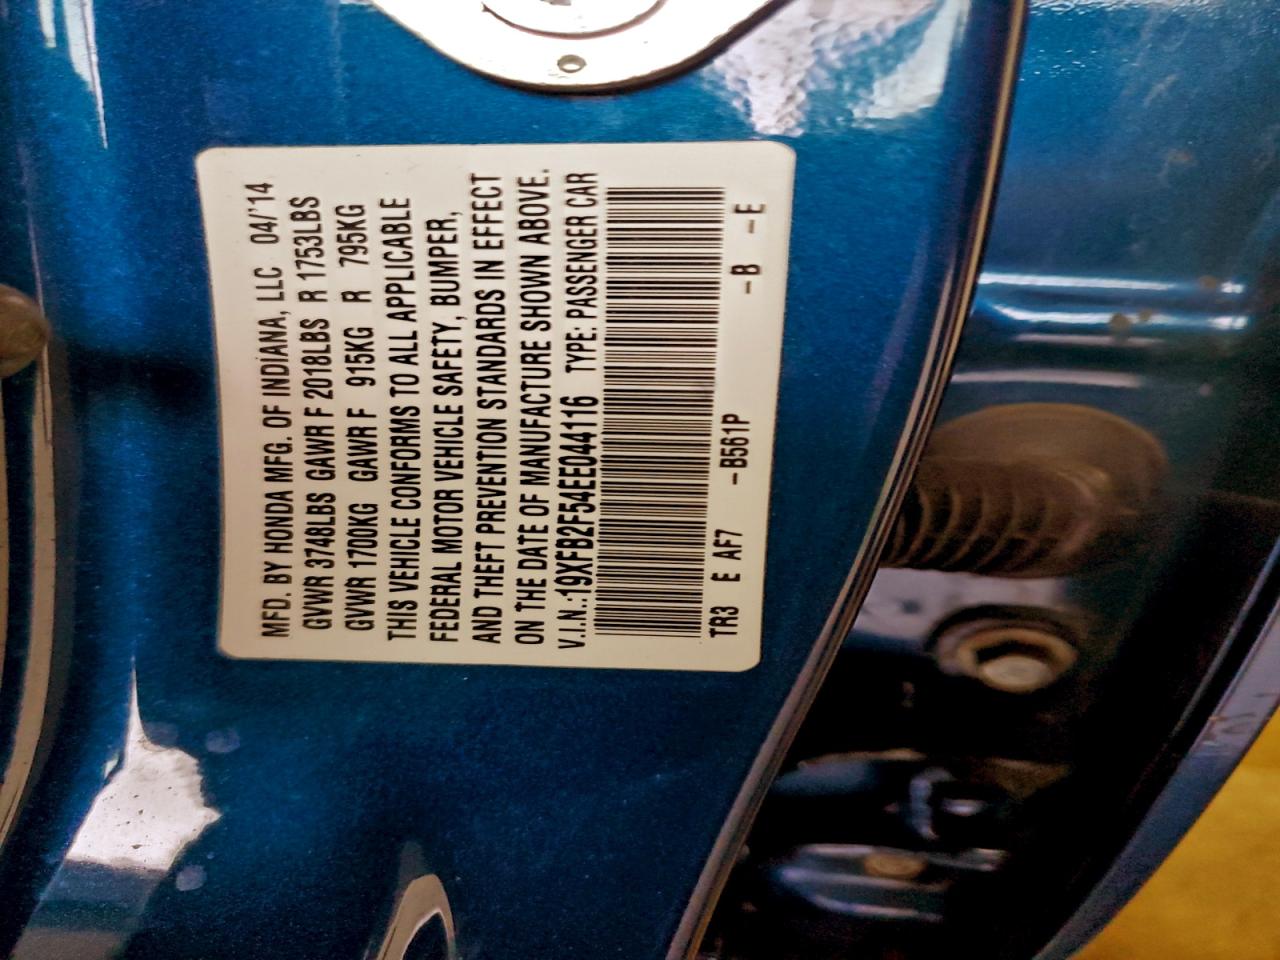 MFD. BY HONDA MFG. OF INDIANA, LLC 04/'14
GVWR 3748LBS GAWR F 2018LBS R 1753LBS
GVWR 1700KG GAWR F 915KG R 795KG
THIS VEHICLE CONFORMS TO ALL APPLICABLE
FEDERAL MOTOR VEHICLE SAFETY, BUMPER,
AND THEFT PREVENTION STANDARDS IN EFFECT
ON THE DATE OF MANUFACTURE SHOWN ABOVE.
V.I.N.:19XFB2F54EE044116 TYPE: PASSENGER CAR
TR3 E AF7 -B561P -B -E